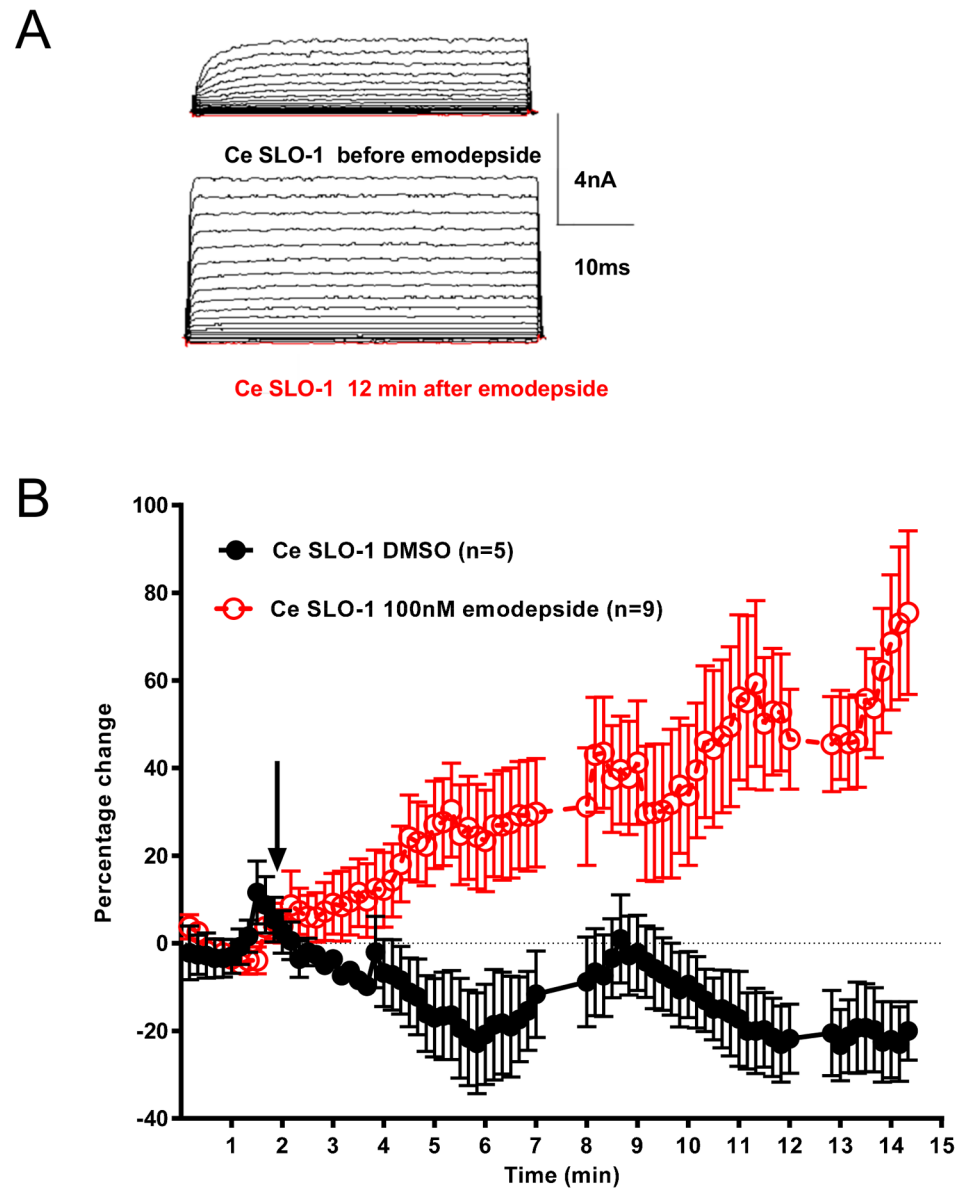 A
Ce SLO-1 before emodepside
4nA
10ms
Ce SLO-1 12 min after emodepside
B
Percentage change
100
80
60
40
20
0
-20
-40
Ce SLO-1 DMSO (n=5)
Ce SLO-1 100nM emodepside (n=9)
1 2 3 4 5 6 7 8 9 10 11 12 13 14 15
Time (min)